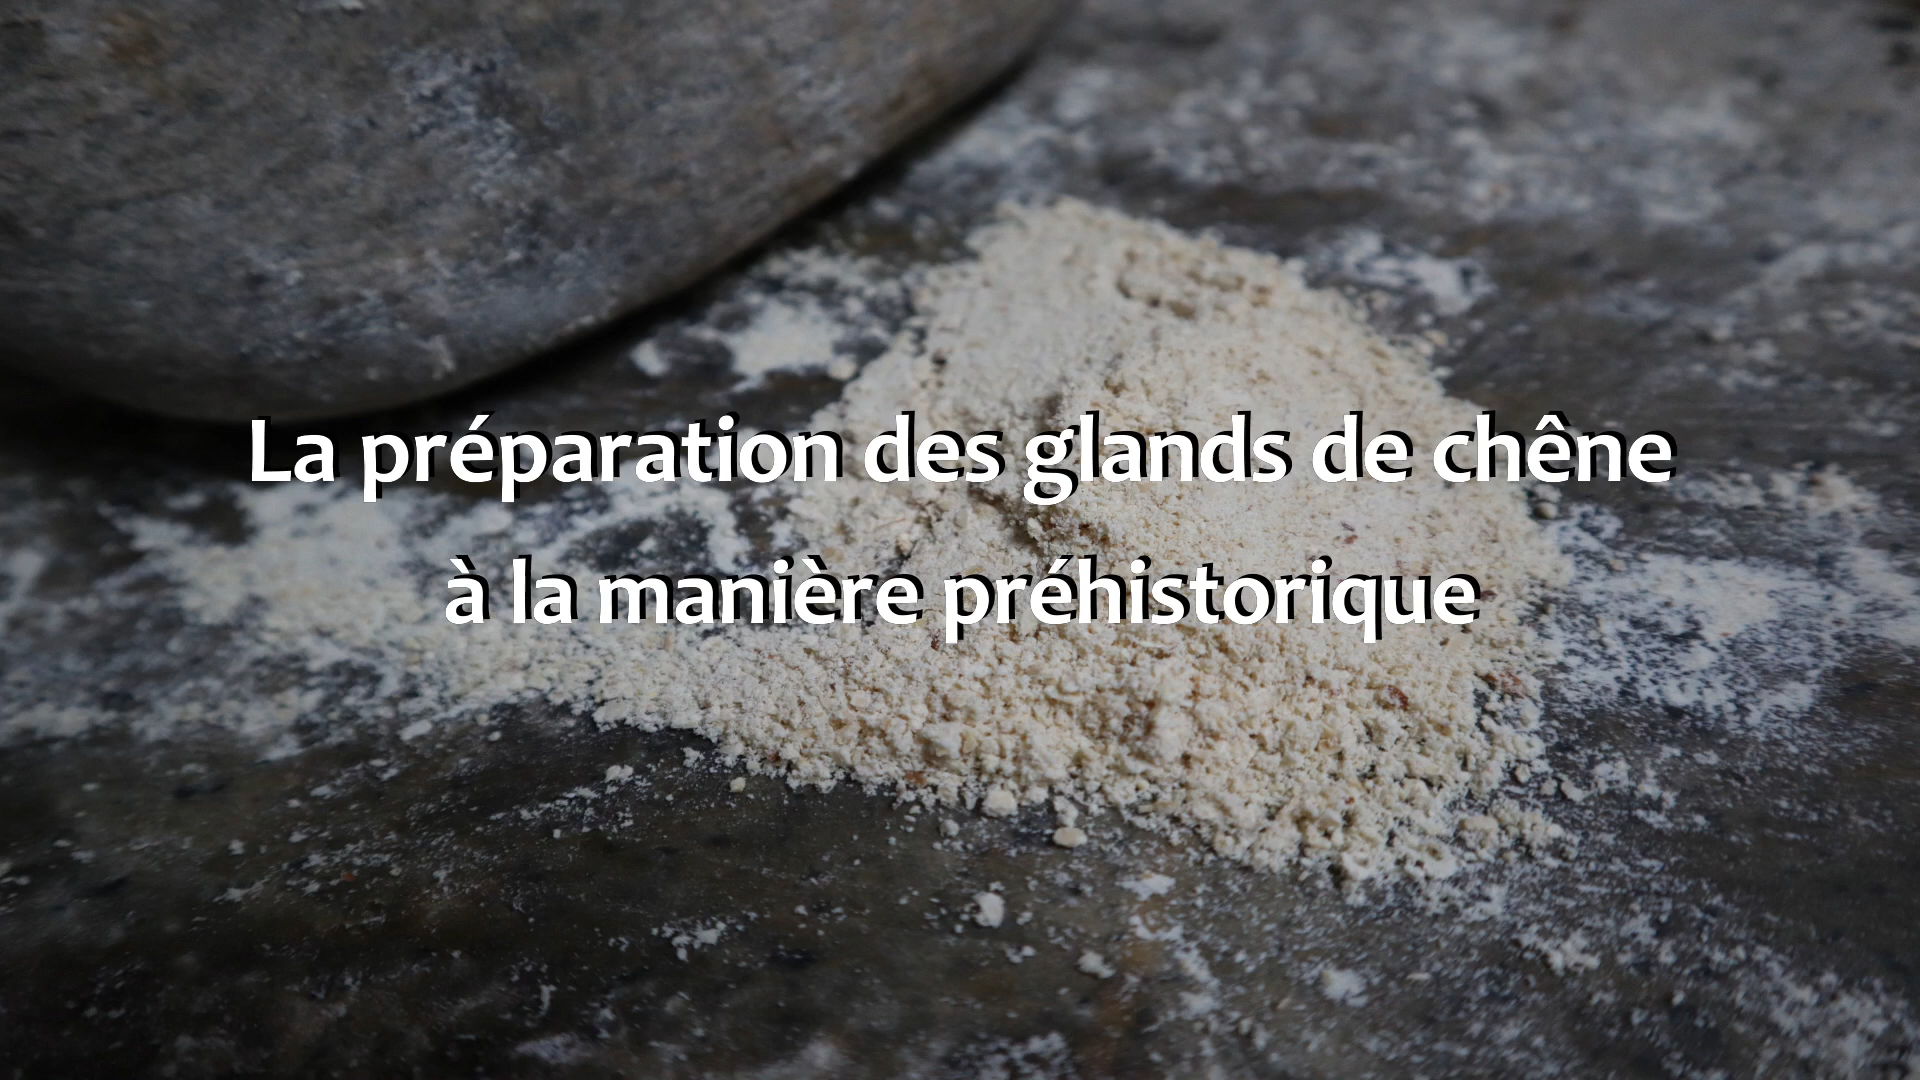 La préparation des glands de chêne
à la manière préhistorique